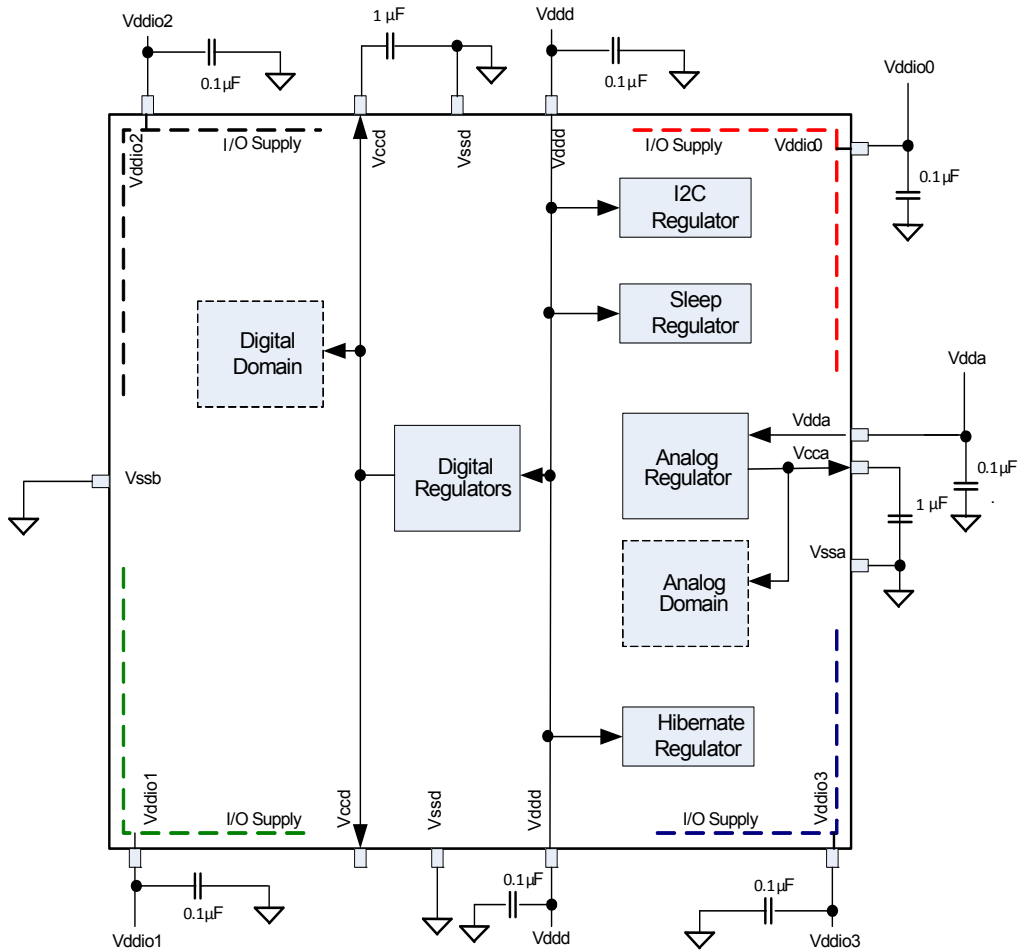 Vddio2
1 µF
Vddd
0.1µF
0.1µF
Vddio0
0.1µF
Vddio2
I/O Supply
Vccd
Vssd
Vddd
I/O Supply
Vddio0
I2C
Regulator
Sleep
Regulator
Digital
Domain
Vdda
Vdda
Analog
Regulator
Vcca
Digital
Regulators
0.1µF
1 µF
Vssb
Vssa
Analog
Domain
Hibernate
Regulator
Vddio1
I/O Supply
Vccd
Vssd
Vddd
I/O Supply
Vddio3
0.1µF
0.1µF
0.1µF
Vddio1
Vddd
Vddio3